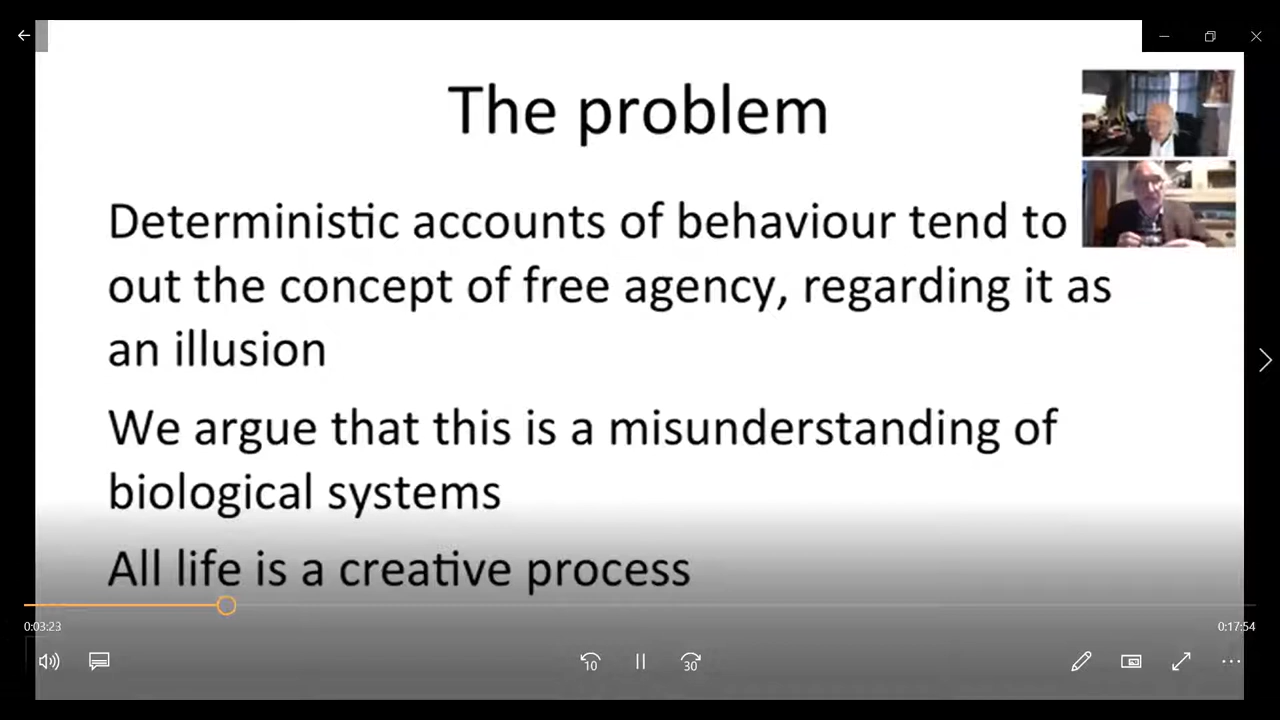 The problem
Deterministic accounts of behaviour tend to
out the concept of free agency, regarding it as
an illusion
We argue that this is a misunderstanding of
biological systems
All life is a creative process
0:03:23
0:17:54
10
30